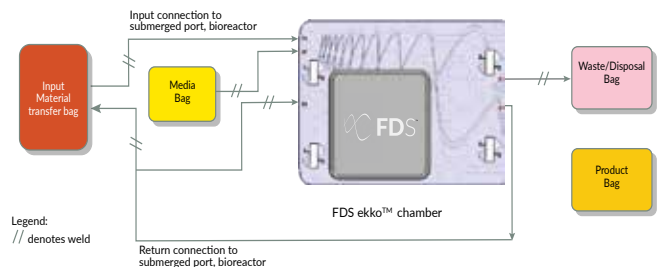 Input connection to
submerged port, bioreactor
Input
Material
transfer bag
Media
Bag
FDS
Waste/Disposal
Bag
Product
Bag
FDS ekko™ chamber
Legend:
// denotes weld
Return connection to
submerged port, bioreactor